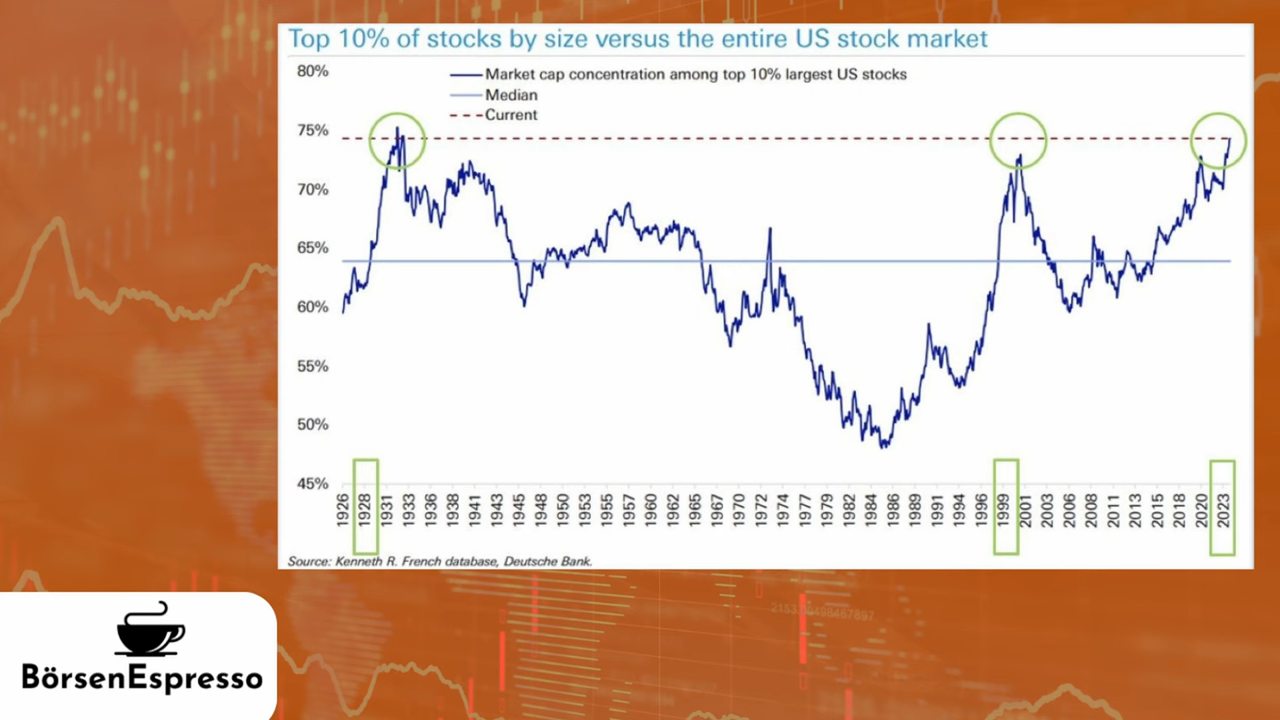 Top 10% of stocks by size versus the entire US stock market
80%
Market cap concentration among top 10% largest US stocks
Median
Current
75%
70%
65%
60%
55%
50%
45%
1926 1928 1931 1933 1936 1938 1941 1943 1945 1948 1950 1953 1955 1957 1960 1962 1965 1967 1970 1972 1974 1977 1979 1982 1984 1986 1989 1991 1994 1996 1999 2001 2003 2006 2008 2011 2013 2015 2018 2020 2023
Source: Kenneth R. French database, Deutsche Bank.
BörsenEspresso